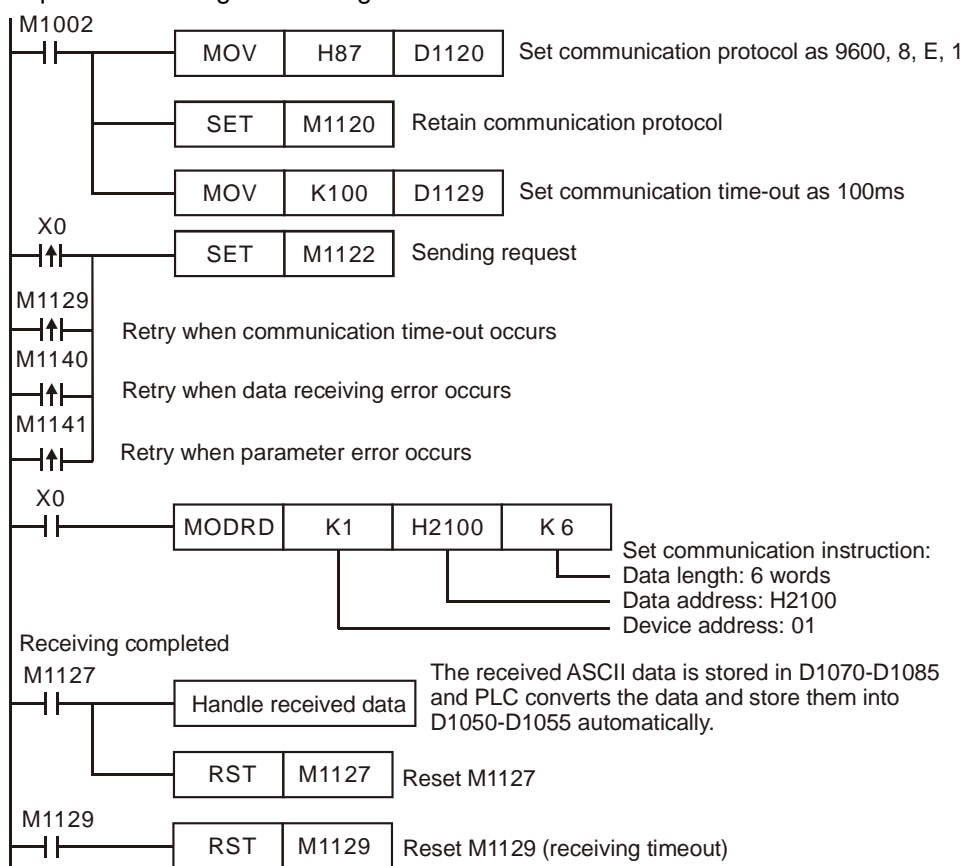 M1002
MOV H87 D1120 Set communication protocol as 9600, 8, E, 1
SET M1120 Retain communication protocol
MOV K100 D1129 Set communication time-out as 100ms
X0
SET M1122 Sending request
M1129
Retry when communication time-out occurs
M1140
Retry when data receiving error occurs
M1141
Retry when parameter error occurs
X0
MODRD K1 H2100 K6
Set communication instruction:
Data length: 6 words
Data address: H2100
Device address: 01
Receiving completed
M1127
Handle received data
The received ASCII data is stored in D1070-D1085
and PLC converts the data and store them into
D1050-D1055 automatically.
RST M1127 Reset M1127
M1129
RST M1129 Reset M1129 (receiving timeout)